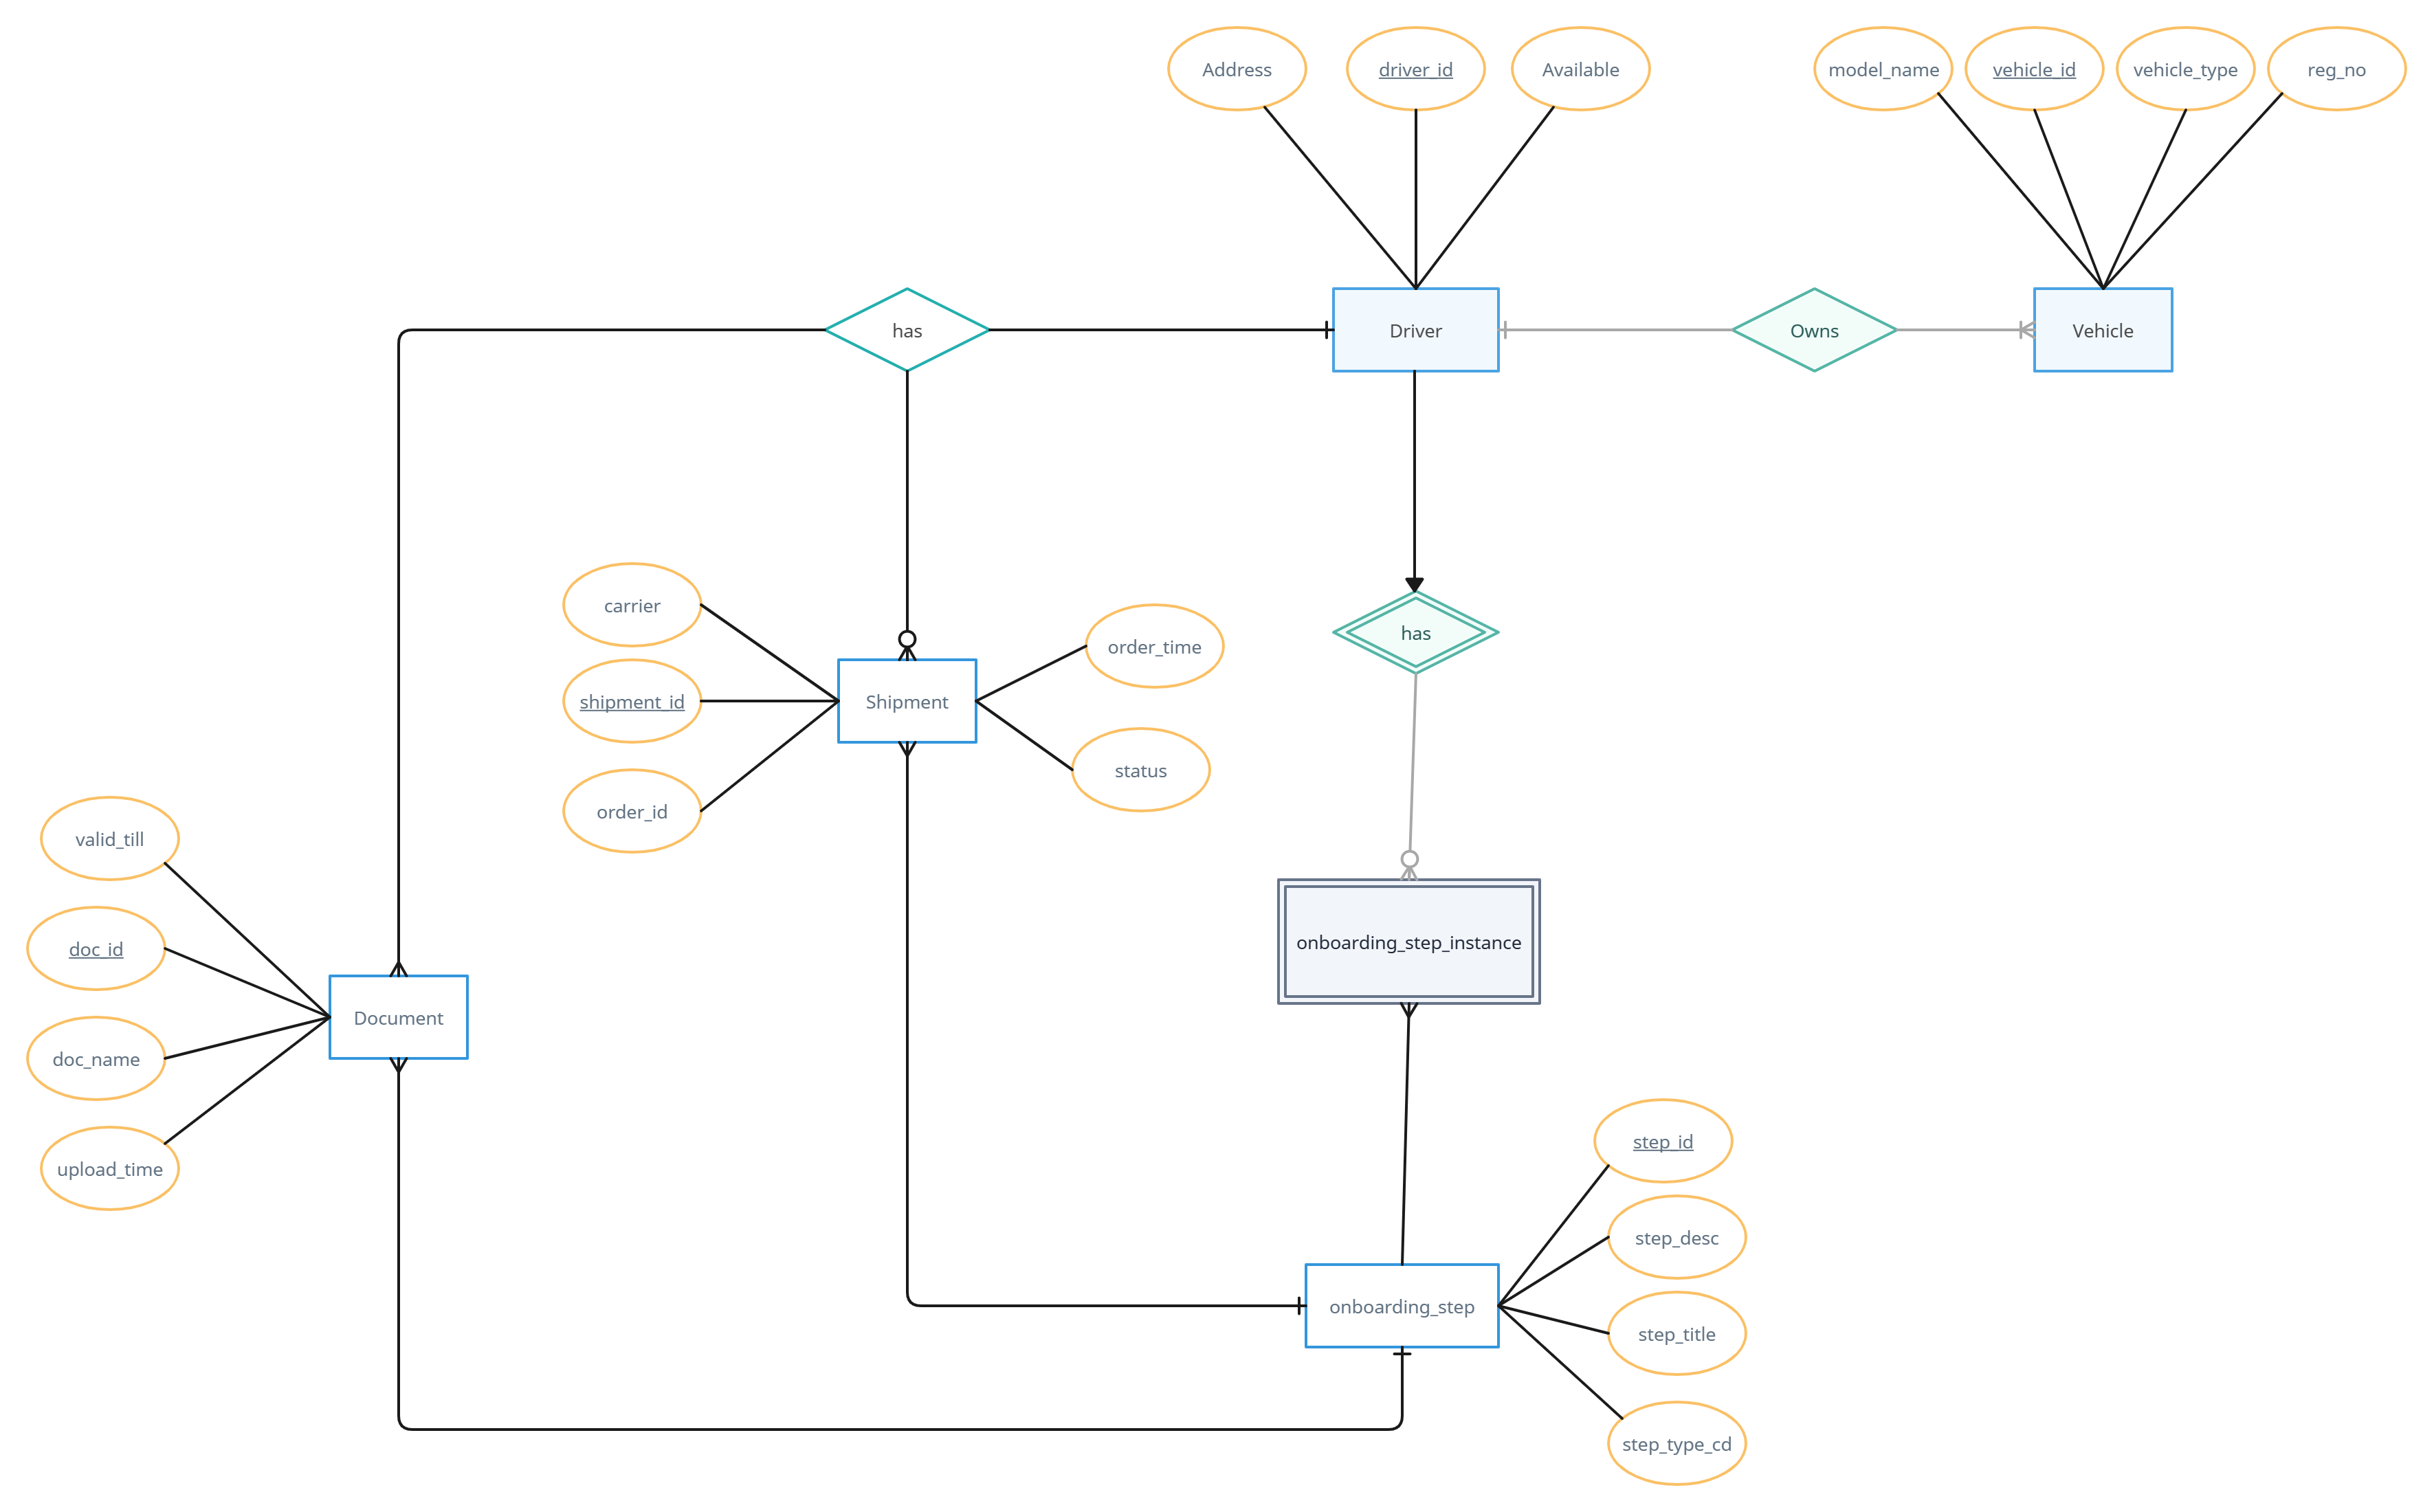 Address
driver_id
Available
model_name
vehicle_id
vehicle_type
reg_no
has
Driver
Owns
Vehicle
carrier
shipment_id
order_id
Shipment
order_time
status
has
valid_till
doc_id
doc_name
upload_time
Document
onboarding_step_instance
onboarding_step
step_id
step_desc
step_title
step_type_cd